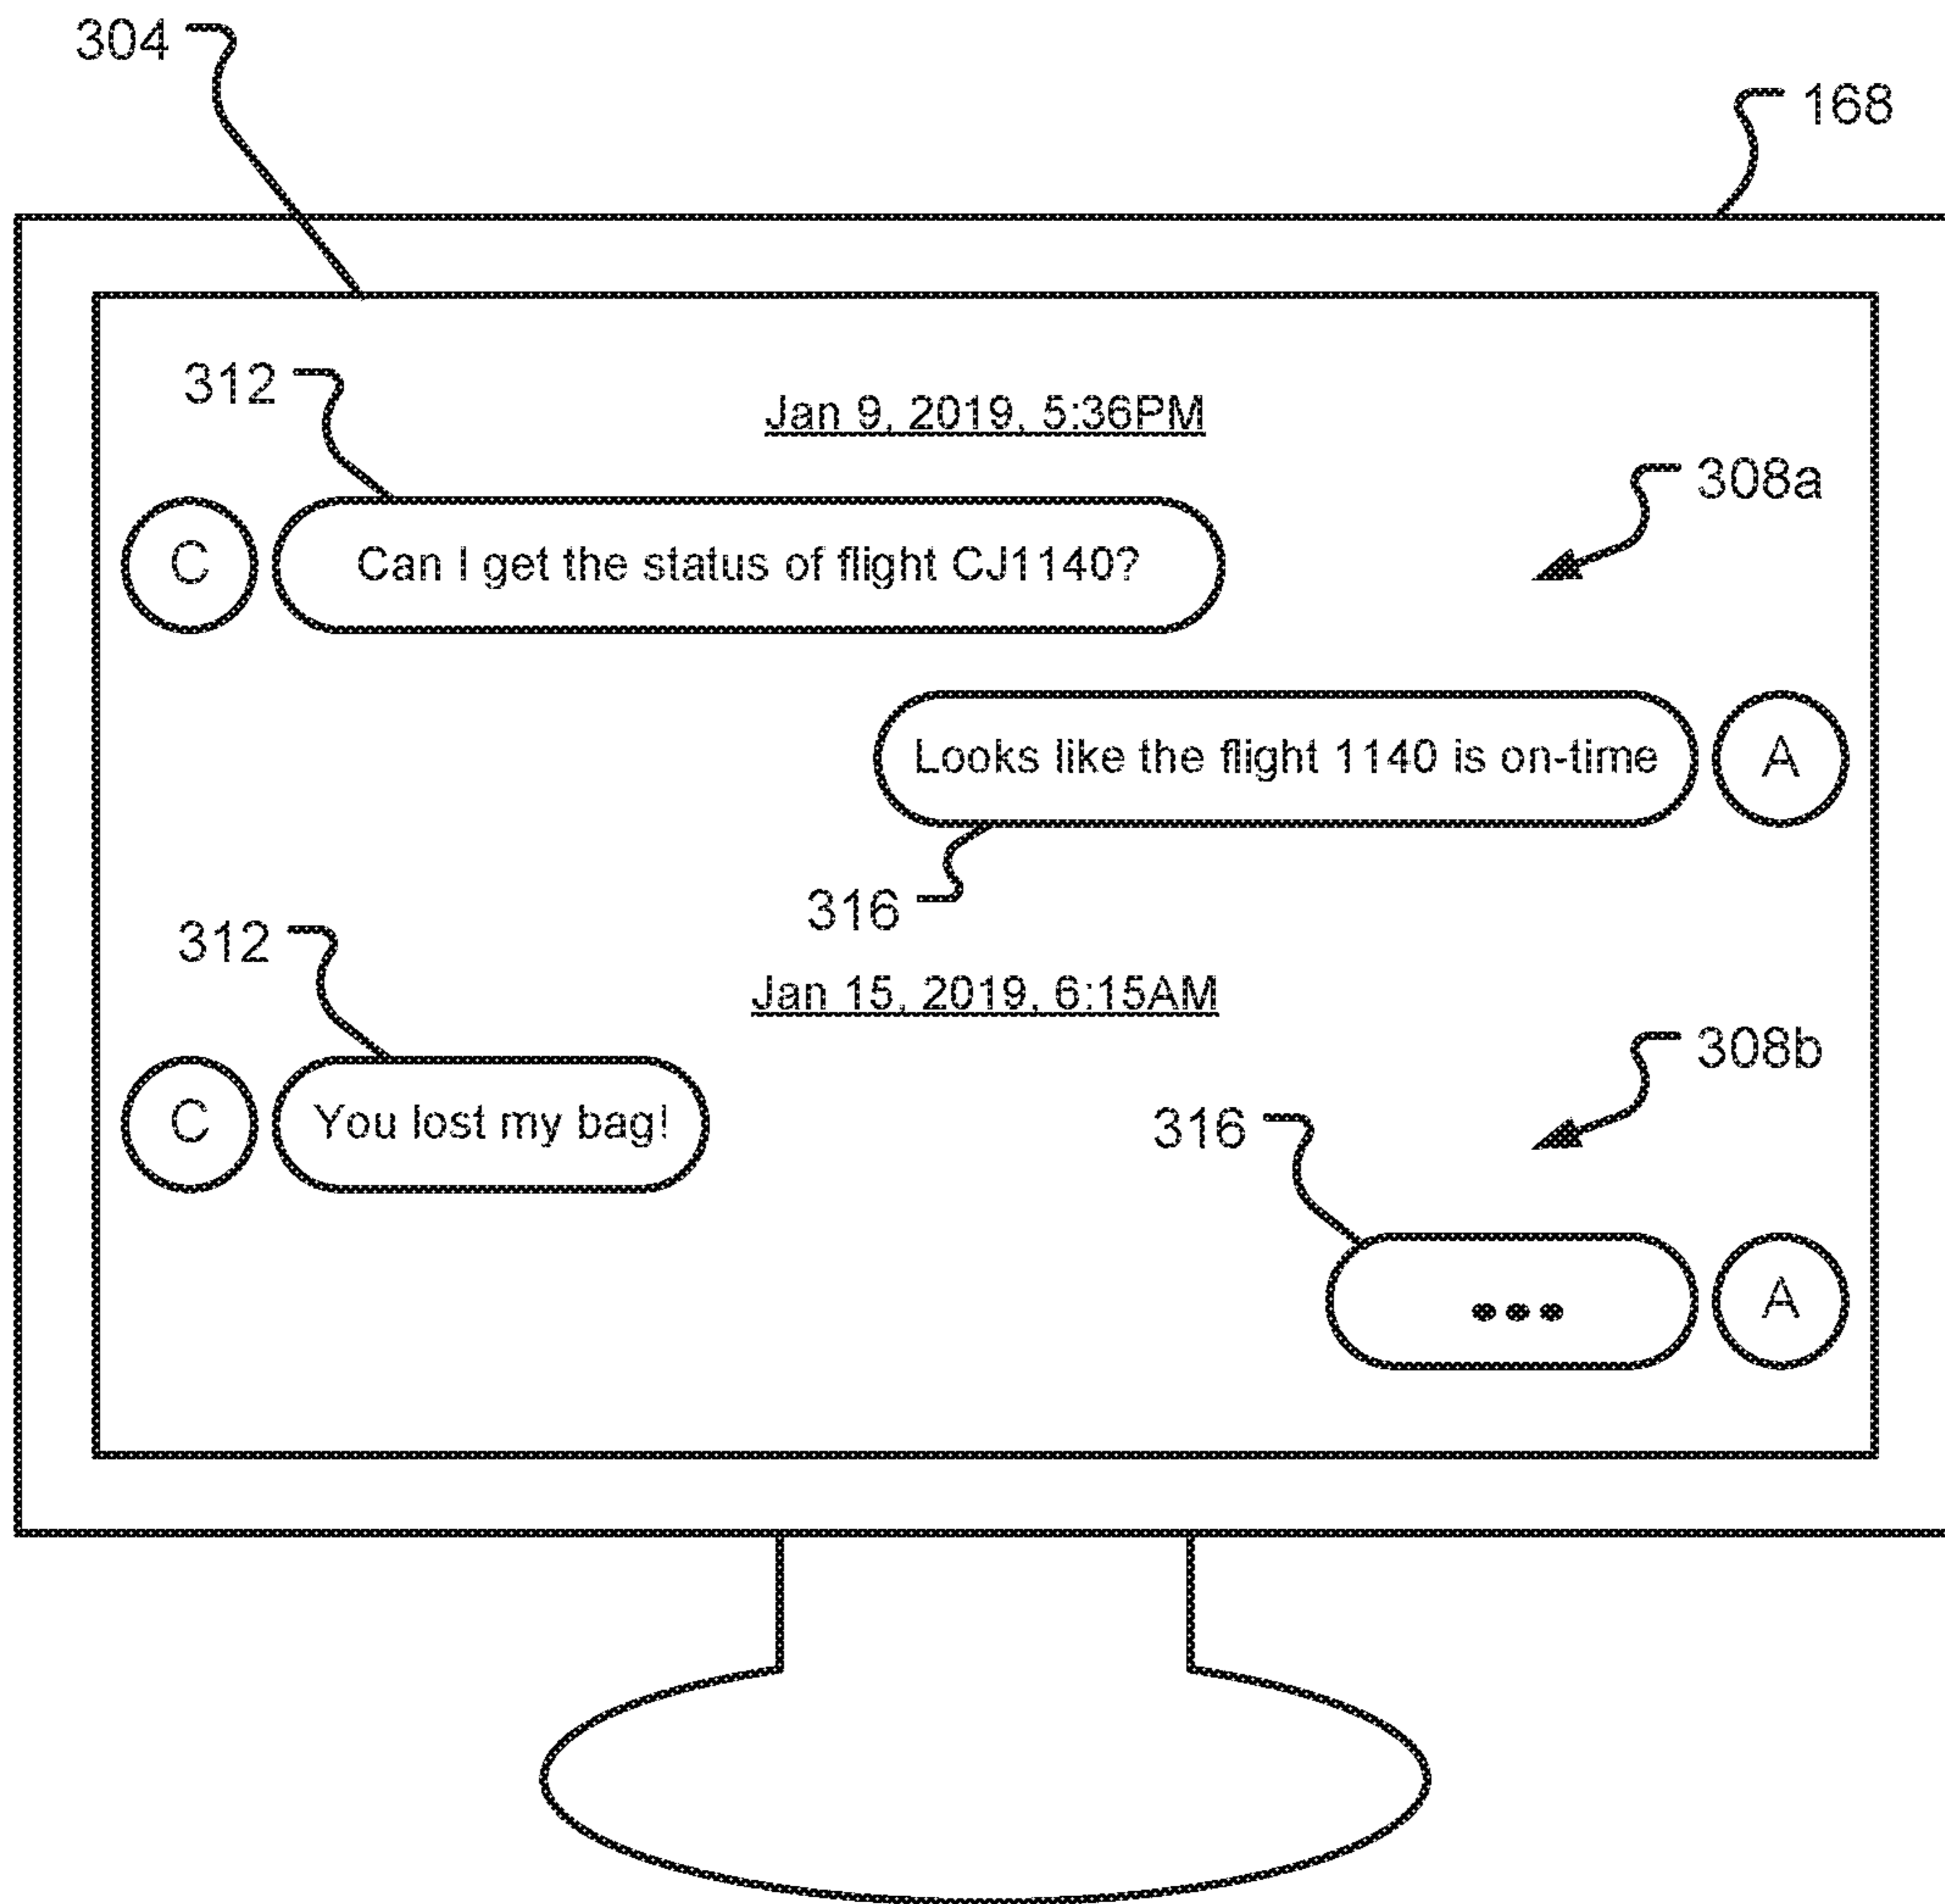 304
168
312
Jan 9, 2019, 5:36PM
308a
C
Can I get the status of flight CJ1140?
Looks like the flight 1140 is on-time
A
316
312
Jan 15, 2019, 6:15AM
308b
C
You lost my bag!
316
...
A